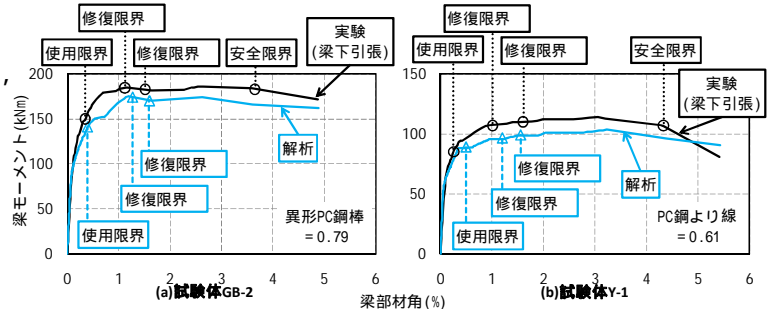 ,
梁モーメント(kNm)
200
150
100
50
0
修復限界
使用限界
修復限界
安全限界
実験
(梁下引張)
解析
修復限界
修復限界
使用限界
異形PC鋼棒
=0.79
0
1
2
3
4
5
6
(a)試験体GB-2
150
100
50
0
修復限界
使用限界
修復限界
安全限界
実験
(梁下引張)
解析
修復限界
修復限界
使用限界
PC鋼より線
=0.61
0
1
2
3
4
5
6
(b)試験体Y-1
梁部材角(%)